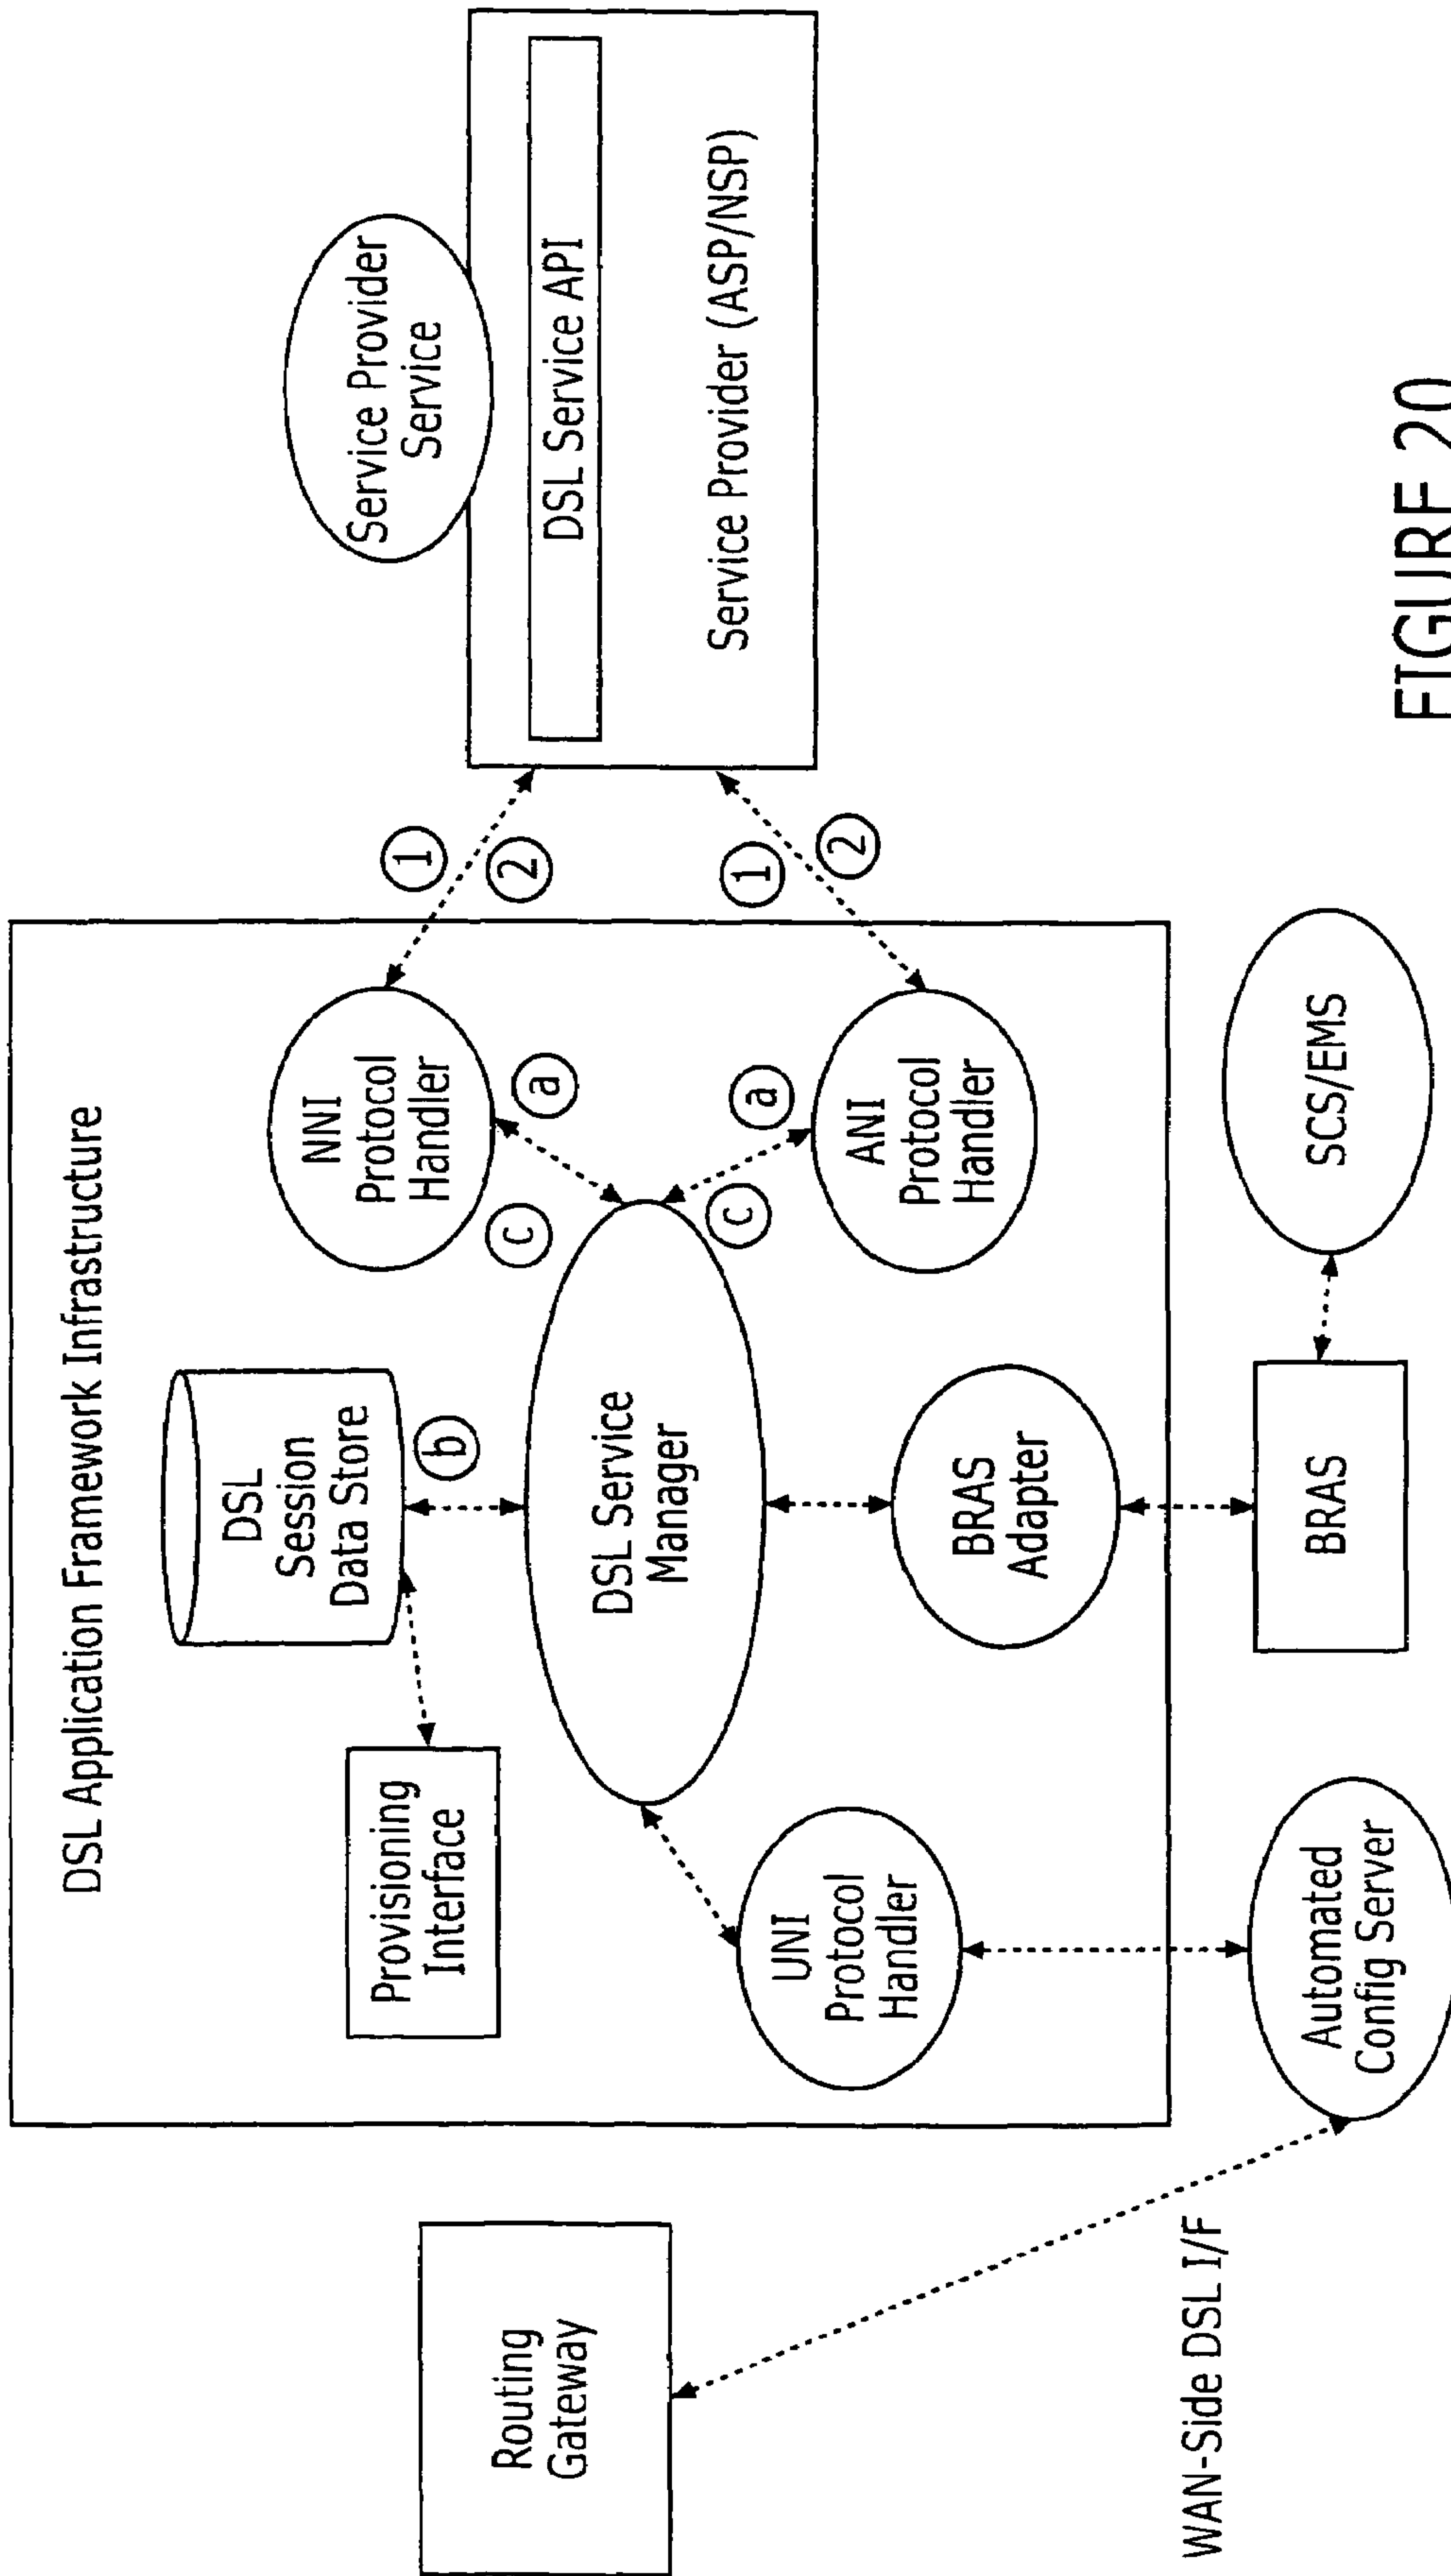 DSL Application Framework Infrastructure
Provisioning
Interface
DSL
Session
Data Store
b
NNI
Protocol
Handler
a
c
1
2
Service Provider
Service
DSL Service API
Service Provider (ASP/NSP)
Routing
Gateway
DSL Service
Manager
a
c
1
2
UNI
Protocol
Handler
BRAS
Adapter
ANI
Protocol
Handler
WAN-Side DSL I/F
Automated
Config Server
BRAS
SCS/EMS
FIGURE 20